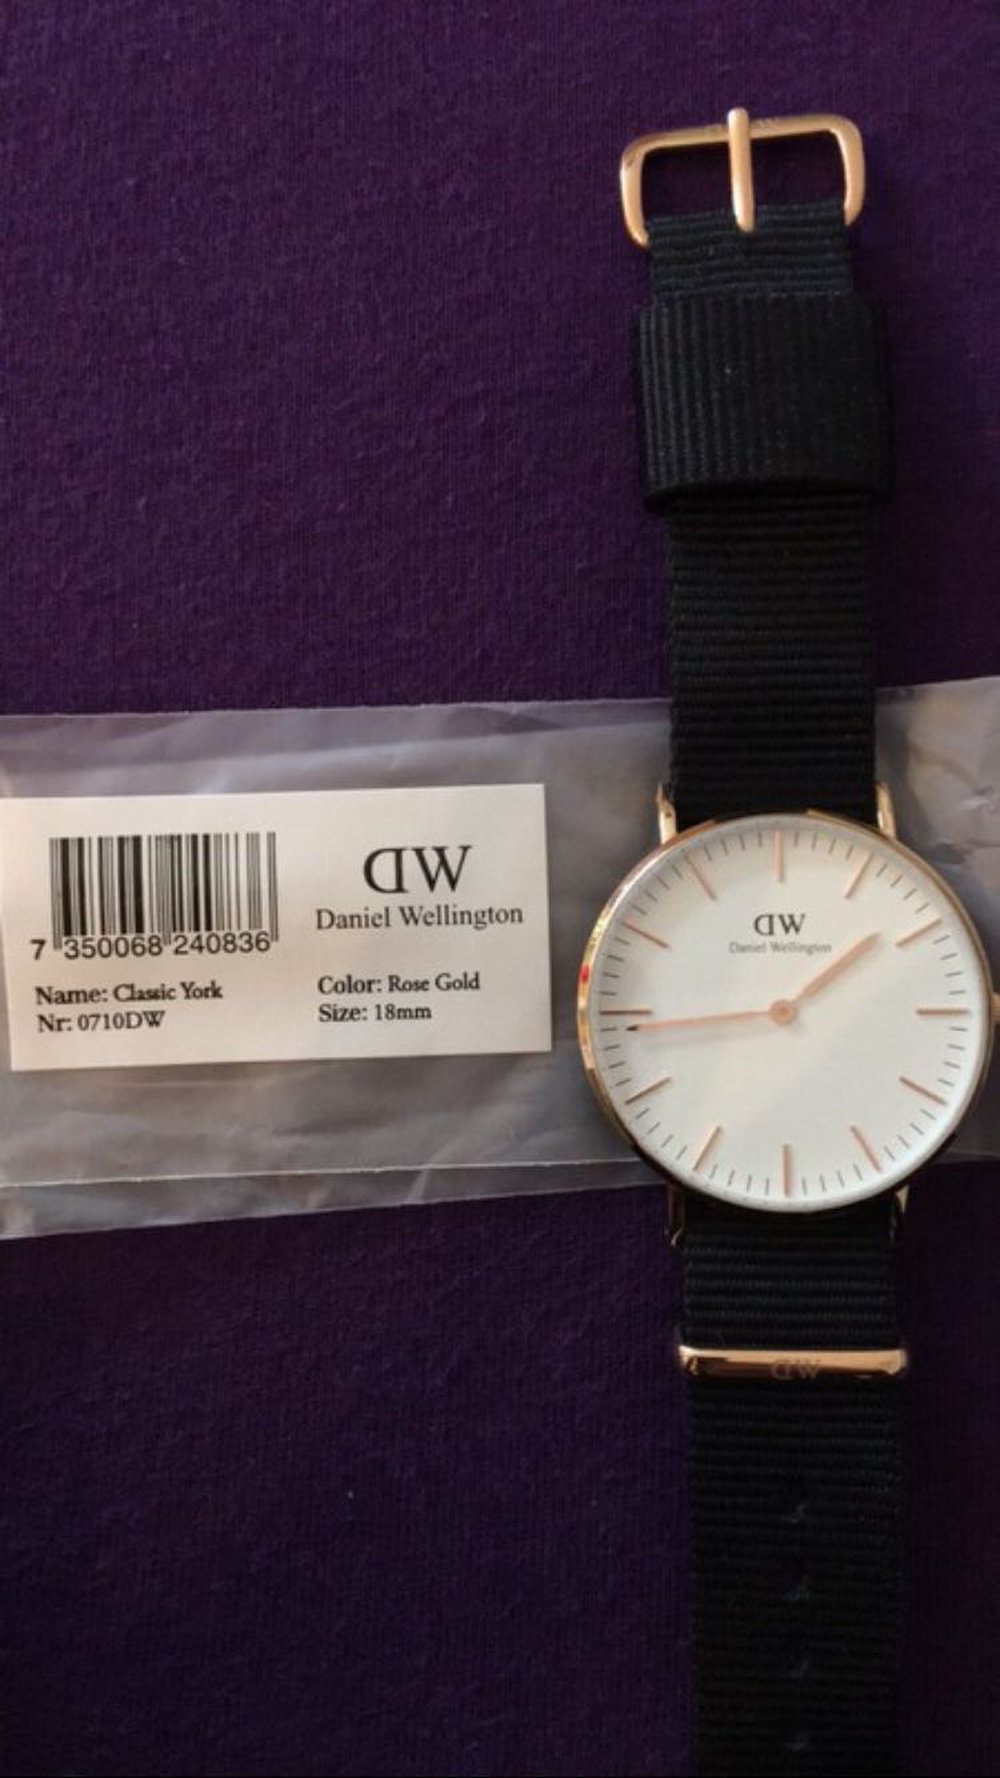 7 350068 240836
Name: Classic York
Nr: 0710DW
DW
Daniel Wellington
Color: Rose Gold
Size: 18mm
DW
Daniel Wellington
DW